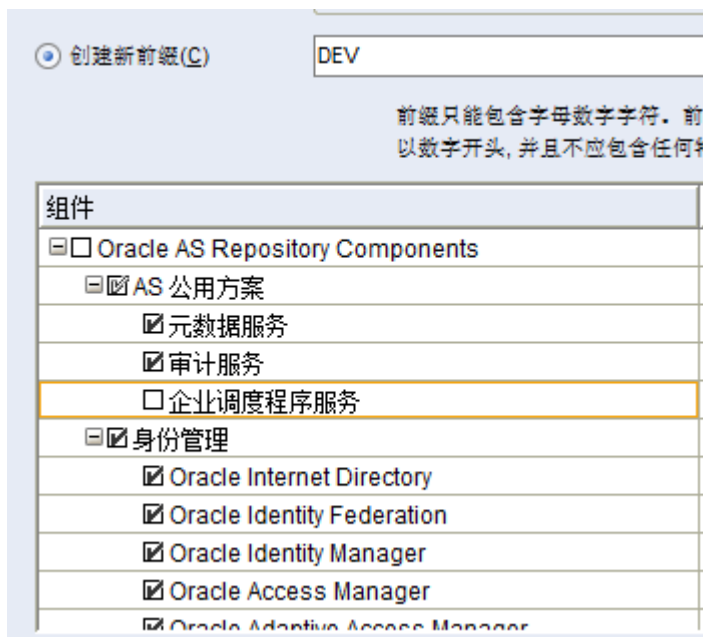 创建新前缀(C) DEV
前缀只能包含字母数字字符。前
以数字开头, 并且不应包含任何
组件
Oracle AS Repository Components
AS 公用方案
元数据服务
审计服务
企业调度程序服务
身份管理
Oracle Internet Directory
Oracle Identity Federation
Oracle Identity Manager
Oracle Access Manager
Oracle Adaptive Access Manager